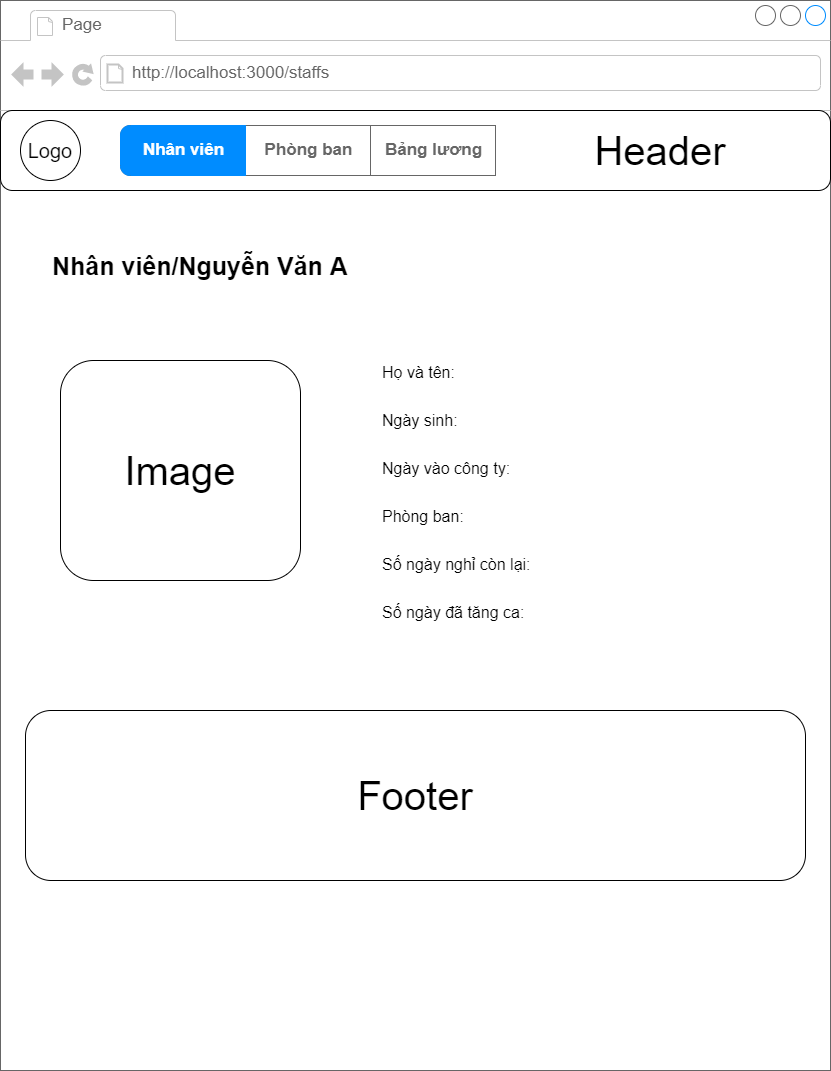 Page
http://localhost:3000/staffs
Logo
Nhân viên
Phòng ban
Bảng lương
Header
Nhân viên/Nguyễn Văn A
Image
Họ và tên:
Ngày sinh:
Ngày vào công ty:
Phòng ban:
Số ngày nghỉ còn lại:
Số ngày đã tăng ca:
Footer